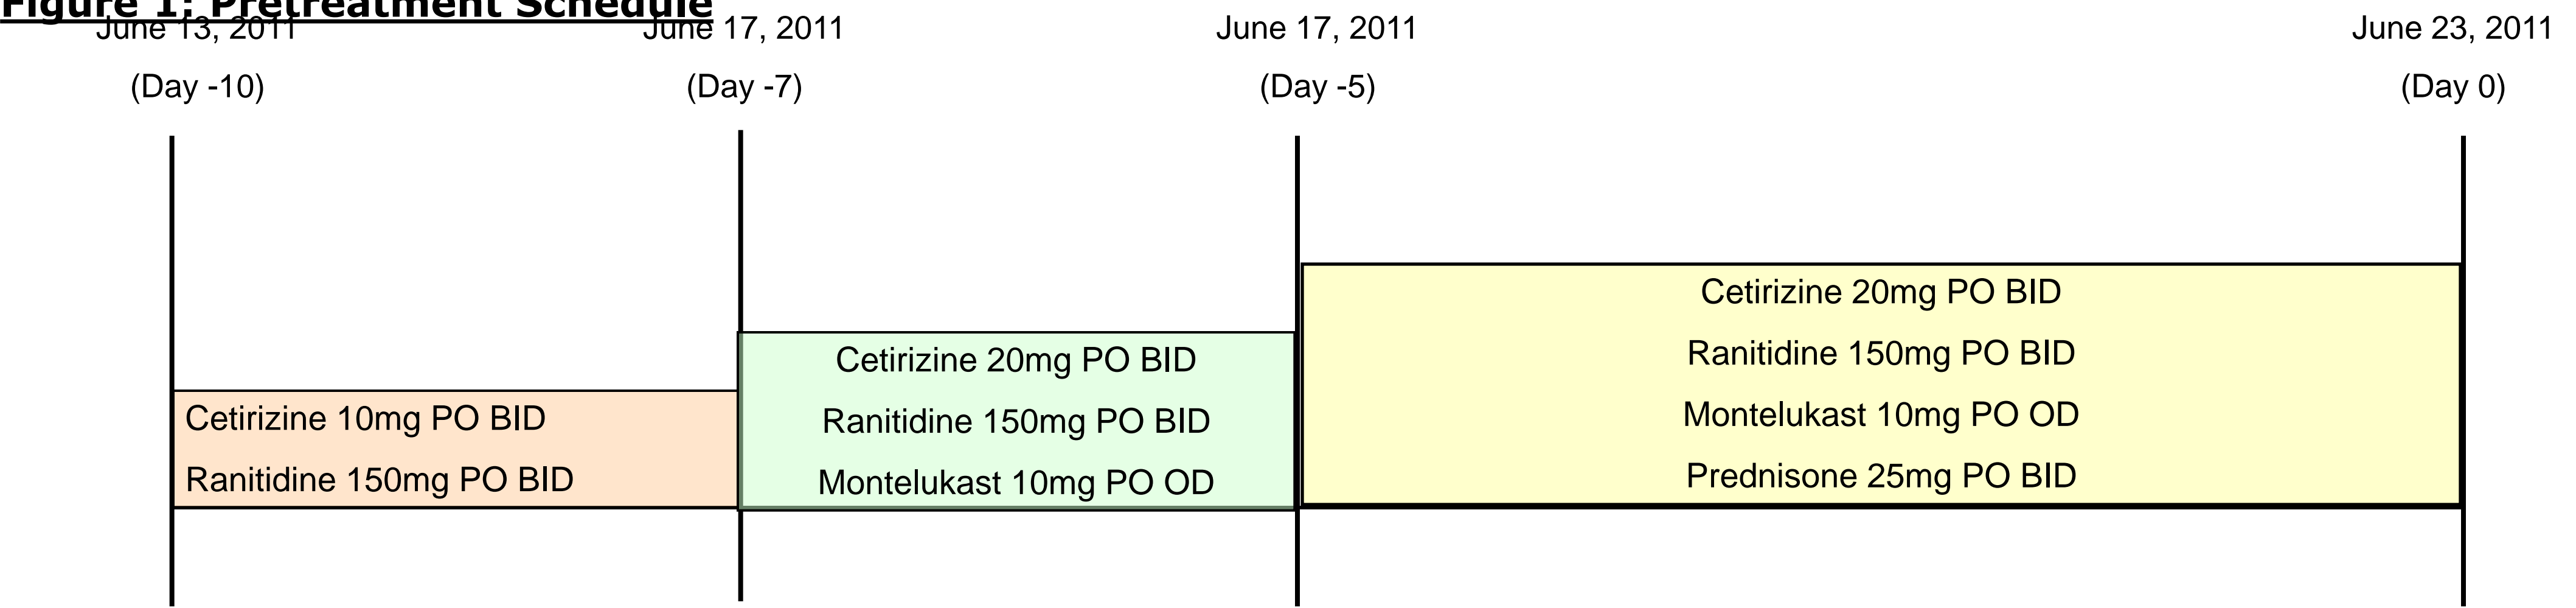 Figure 1: Pretreatment Schedule
June 13, 2011
(Day -10)
June 17, 2011
(Day -7)
June 17, 2011
(Day -5)
June 23, 2011
(Day 0)
Cetirizine 10mg PO BID
Ranitidine 150mg PO BID
Cetirizine 20mg PO BID
Ranitidine 150mg PO BID
Montelukast 10mg PO OD
Cetirizine 20mg PO BID
Ranitidine 150mg PO BID
Montelukast 10mg PO OD
Prednisone 25mg PO BID